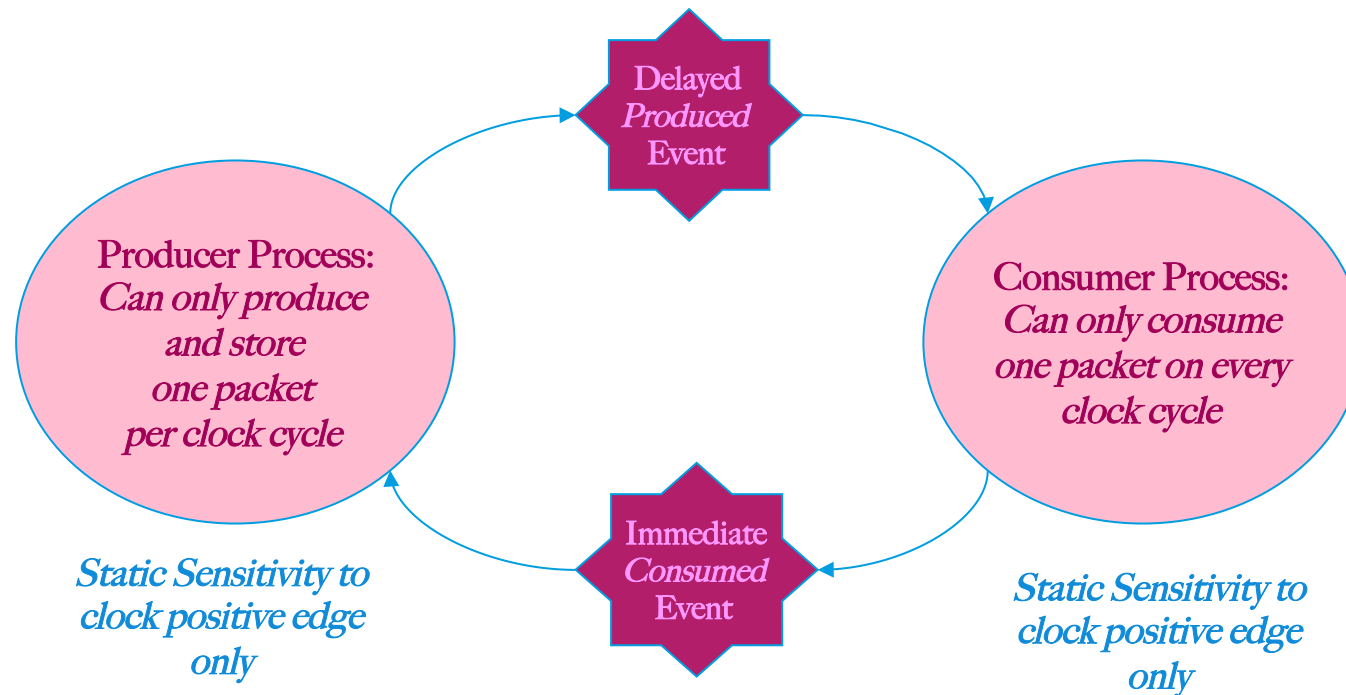 Delayed
Produced
Event
Producer Process:
Can only produce
and store
one packet
per clock cycle
Consumer Process:
Can only consume
one packet on every
clock cycle
Immediate
Consumed
Event
Static Sensitivity to
clock positive edge
only
Static Sensitivity to
clock positive edge
only